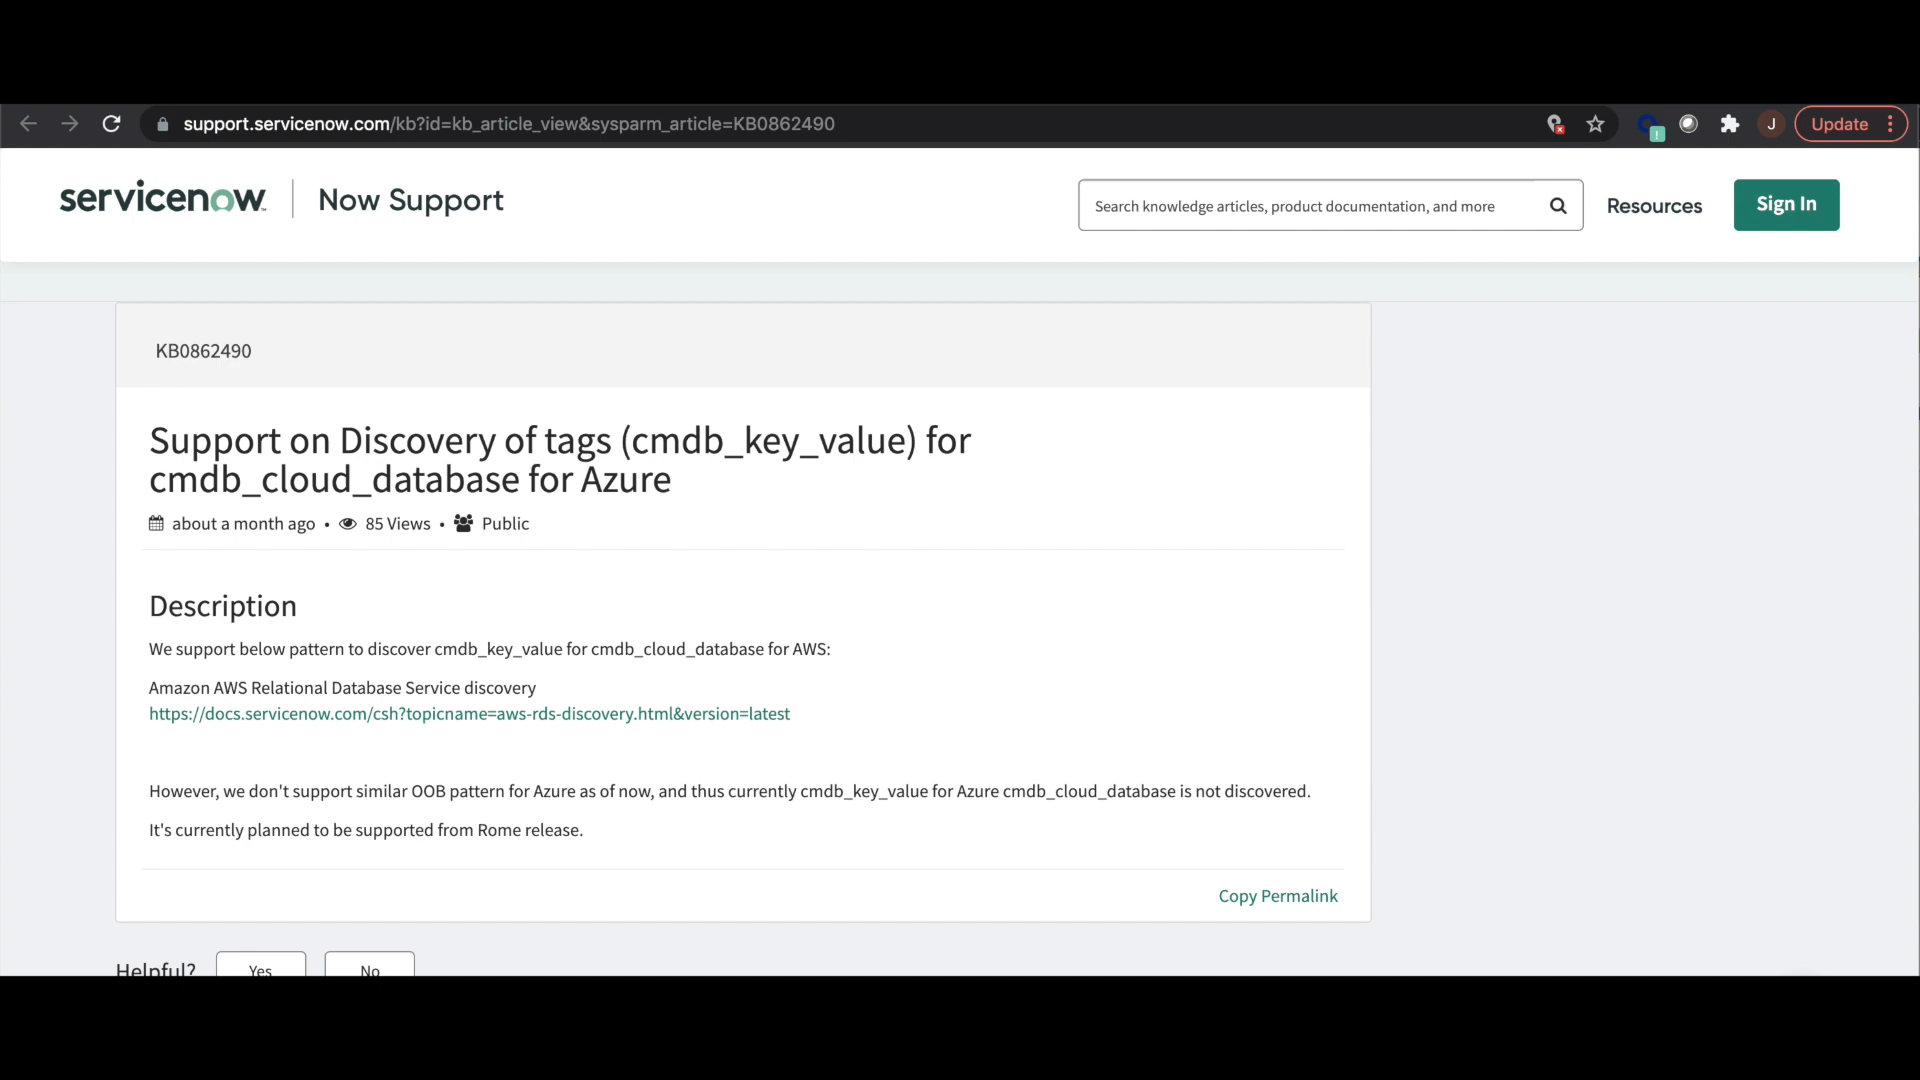 support.servicenow.com/kb?id=kb_article_view&sysparm_article=KB0862490
J
Update
servicenow
Now Support
Search knowledge articles, product documentation, and more
Resources
Sign In
KB0862490
Support on Discovery of tags (cmdb_key_value) for
cmdb_cloud_database for Azure
about a month ago • 85 Views • Public
Description
We support below pattern to discover cmdb_key_value for cmdb_cloud_database for AWS:
Amazon AWS Relational Database Service discovery
https://docs.servicenow.com/csh?topicname=aws-rds-discovery.html&version=latest
However, we don't support similar OOB pattern for Azure as of now, and thus currently cmdb_key_value for Azure cmdb_cloud_database is not discovered.
It's currently planned to be supported from Rome release.
Copy Permalink
Helpful?
Yes
No